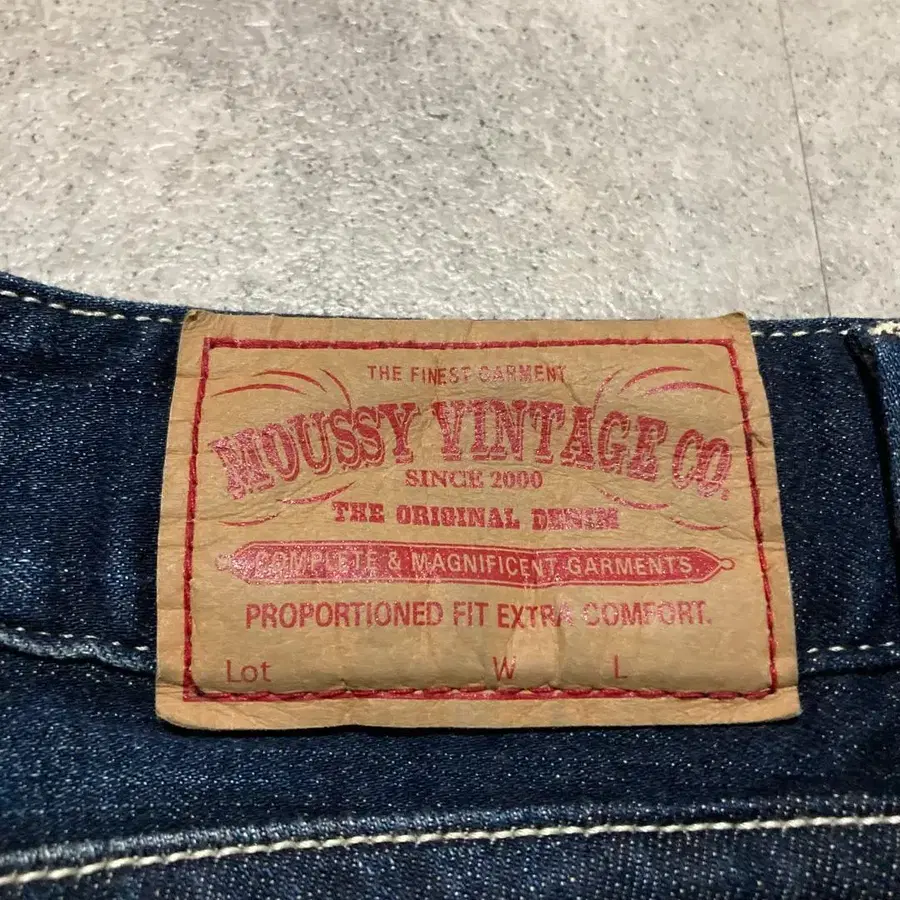 THE FINEST GARMENT
MOUSSY VINTAGE CO.
SINCE 2000
THE ORIGINAL DENIM
COMPLETE & MAGNIFICENT GARMENTS.
PROPORTIONED FIT EXTRA COMFORT.
Lot W L